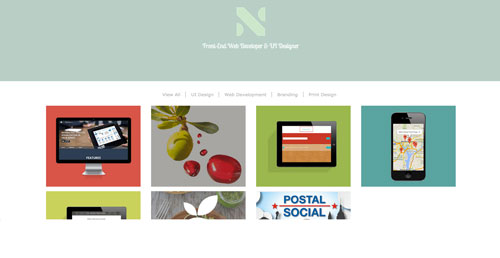 N
Front-End Web Developer & UI Designer
View All | UI Design | Web Development | Branding | Print Design
FEATURES
POSTAL
SOCIAL